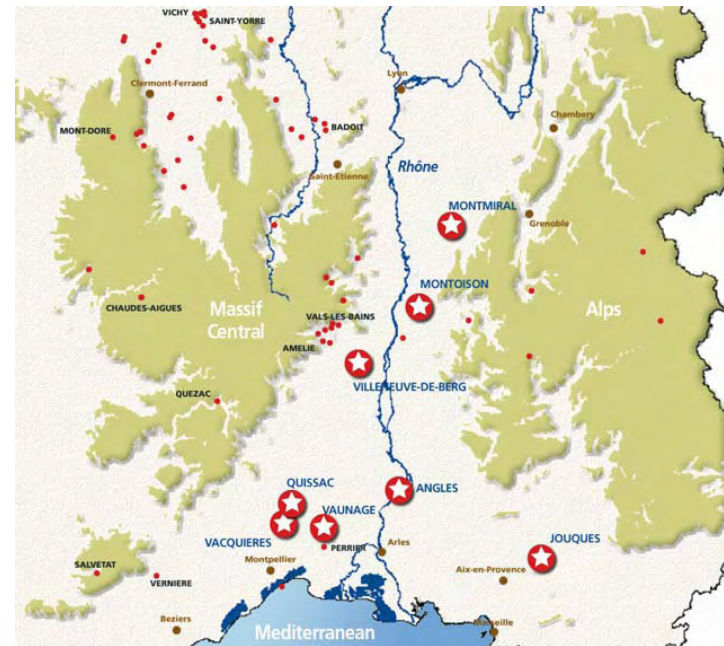 VICHY
SAINT-YORRE
Clermont-Ferrand
Lyon
MONT-DORE
BADOIT
Chambery
Saint-Etienne
Rhône
MONTMIRAL
Grenoble
CHAUDES-AIGUES
Massif
Central
MONTOISON
Alps
VALS-LES-BAINS
AMELIE
VILLENEUVE-DE-BERG
QUEZAC
QUISSAC
ANGLES
VAUNAGE
VACQUIERES
PERRIER
Arles
JOUQUES
Montpellier
SALVETAT
VERNIERE
Aix-en-Provence
Beziers
Mediterranean
Marseille